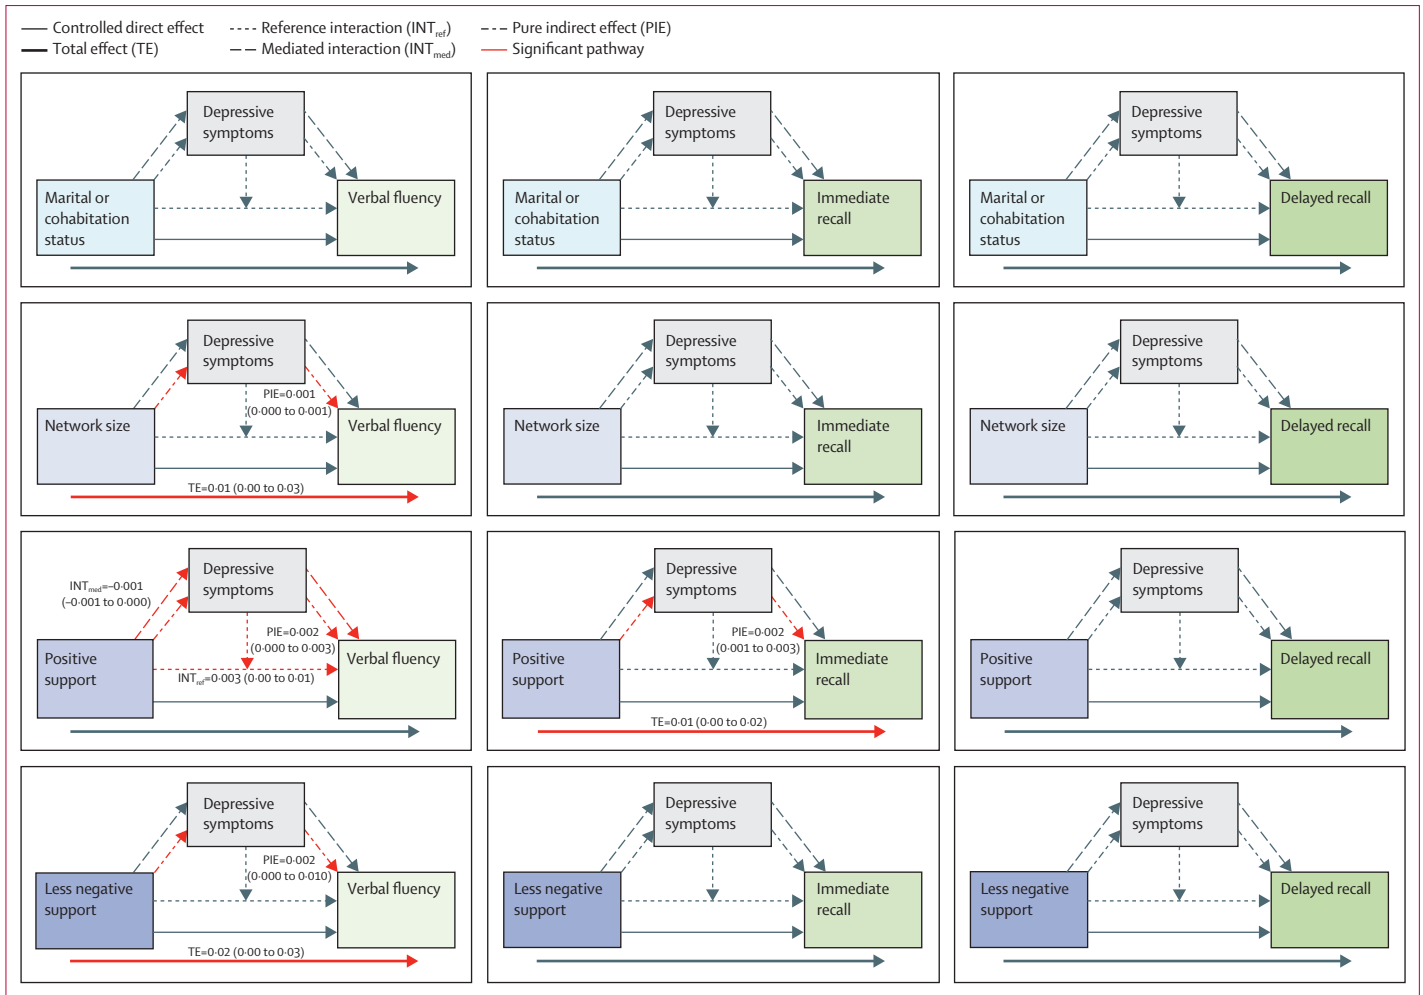 Controlled direct effect
Reference interaction (INTref)
Pure indirect effect (PIE)
Total effect (TE)
Mediated interaction (INTmed)
Significant pathway
Depressive
symptoms
Marital or
cohabitation
status
Verbal fluency
Depressive
symptoms
Marital or
cohabitation
status
Immediate
recall
Depressive
symptoms
Marital or
cohabitation
status
Delayed recall
Depressive
symptoms
PIE=0·001
(0·000 to 0·001)
Network size
Verbal fluency
TE=0·01 (0·00 to 0·03)
Depressive
symptoms
Network size
Immediate
recall
Depressive
symptoms
Network size
Delayed recall
Depressive
symptoms
INTmed=–0·001
(–0·001 to 0·000)
PIE=0·002
(0·000 to 0·003)
Positive
support
Verbal fluency
INTref=0·003 (0·00 to 0·01)
Depressive
symptoms
PIE=0·002
(0·001 to 0·003)
Positive
support
Immediate
recall
TE=0·01 (0·00 to 0·02)
Depressive
symptoms
Positive
support
Delayed recall
Depressive
symptoms
PIE=0·002
(0·000 to 0·010)
Less negative
support
Verbal fluency
TE=0·02 (0·00 to 0·03)
Depressive
symptoms
Less negative
support
Immediate
recall
Depressive
symptoms
Less negative
support
Delayed recall